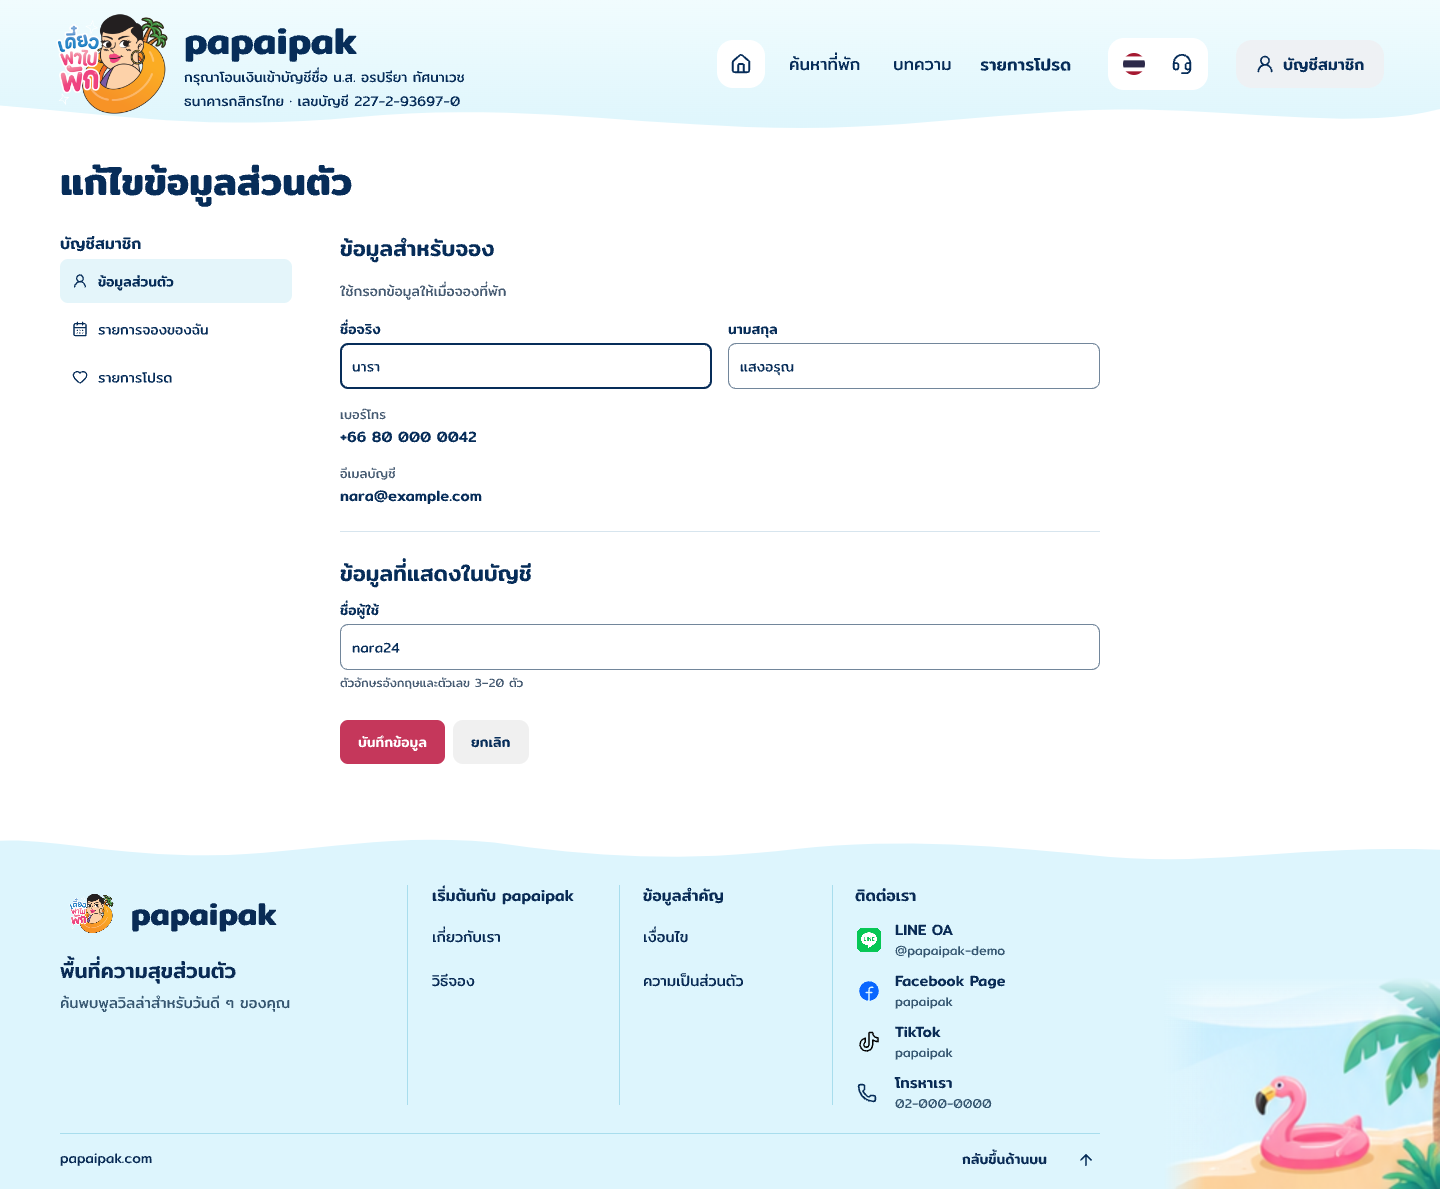 เดี๋ยว
พาไป
พัก
papaipak
กรุณาโอนเงินเข้าบัญชีชื่อ น.ส. อรปรียา ทัศนาเวช
ธนาคารกสิกรไทย · เลขบัญชี 227-2-93697-0
ค้นหาที่พัก
บทความ
รายการโปรด
บัญชีสมาชิก
แก้ไขข้อมูลส่วนตัว
บัญชีสมาชิก
ข้อมูลส่วนตัว
รายการจองของฉัน
รายการโปรด
ข้อมูลสำหรับจอง
ใช้กรอกข้อมูลให้เมื่อจองที่พัก
ชื่อจริง
นามสกุล
นารา
แสงอรุณ
เบอร์โทร
+66 80 000 0042
อีเมลบัญชี
nara@example.com
ข้อมูลที่แสดงในบัญชี
ชื่อผู้ใช้
nara24
ตัวอักษรอังกฤษและตัวเลข 3–20 ตัว
บันทึกข้อมูล
ยกเลิก
เดี๋ยว
พาไป
พัก
papaipak
พื้นที่ความสุขส่วนตัว
ค้นพบพูลวิลล่าสำหรับวันดี ๆ ของคุณ
เริ่มต้นกับ papaipak
เกี่ยวกับเรา
วิธีจอง
ข้อมูลสำคัญ
เงื่อนไข
ความเป็นส่วนตัว
ติดต่อเรา
LINE
LINE OA
@papaipak-demo
Facebook Page
papaipak
TikTok
papaipak
โทรหาเรา
02-000-0000
papaipak.com
กลับขึ้นด้านบน